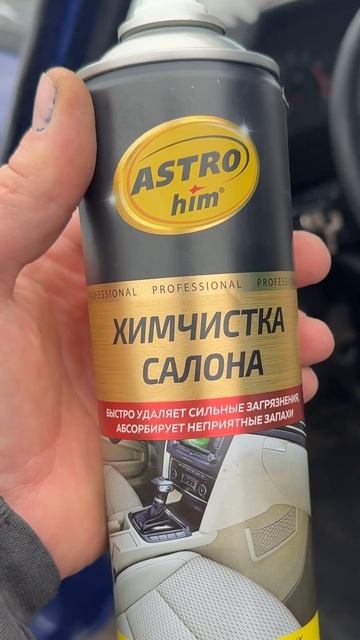 ASTRO
him®
PROFESSIONAL PROFESSIONAL
ХИМЧИСТКА
САЛОНА
БЫСТРО УДАЛЯЕТ СИЛЬНЫЕ ЗАГРЯЗНЕНИЯ,
АБСОРБИРУЕТ НЕПРИЯТНЫЕ ЗАПАХИ